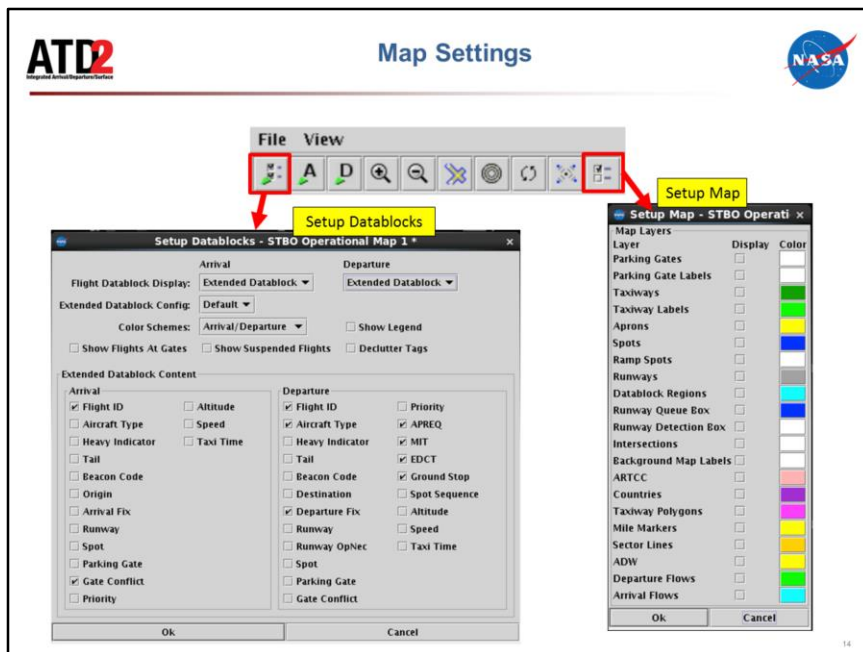 ATD2
Integrated Arrival/Departure/Surface
Map Settings
NASA
File View
A D
Setup Datablocks
Setup Map
Setup Datablocks - STBO Operational Map 1 *
×
Arrival Departure
Flight Datablock Display: Extended Datablock Extended Datablock
Extended Datablock Config: Default
Color Schemes: Arrival/Departure Show Legend
Show Flights At Gates Show Suspended Flights Declutter Tags
Extended Datablock Content
Arrival
Flight ID Altitude
Aircraft Type Speed
Heavy Indicator Taxi Time
Tail
Beacon Code
Origin
Arrival Fix
Runway
Spot
Parking Gate
Gate Conflict
Priority
Departure
Flight ID Priority
Aircraft Type APREQ
Heavy Indicator MIT
Tail EDCT
Beacon Code Ground Stop
Destination Spot Sequence
Departure Fix Altitude
Runway Speed
Runway OpNec Taxi Time
Spot
Parking Gate
Gate Conflict
Ok Cancel
Setup Map - STBO Operati ×
Map Layers
Layer Display Color
Parking Gates
Parking Gate Labels
Taxiways
Taxiway Labels
Aprons
Spots
Ramp Spots
Runways
Datablock Regions
Runway Queue Box
Runway Detection Box
Intersections
Background Map Labels
ARTCC
Countries
Taxiway Polygons
Mile Markers
Sector Lines
ADW
Departure Flows
Arrival Flows
Ok Cancel
14